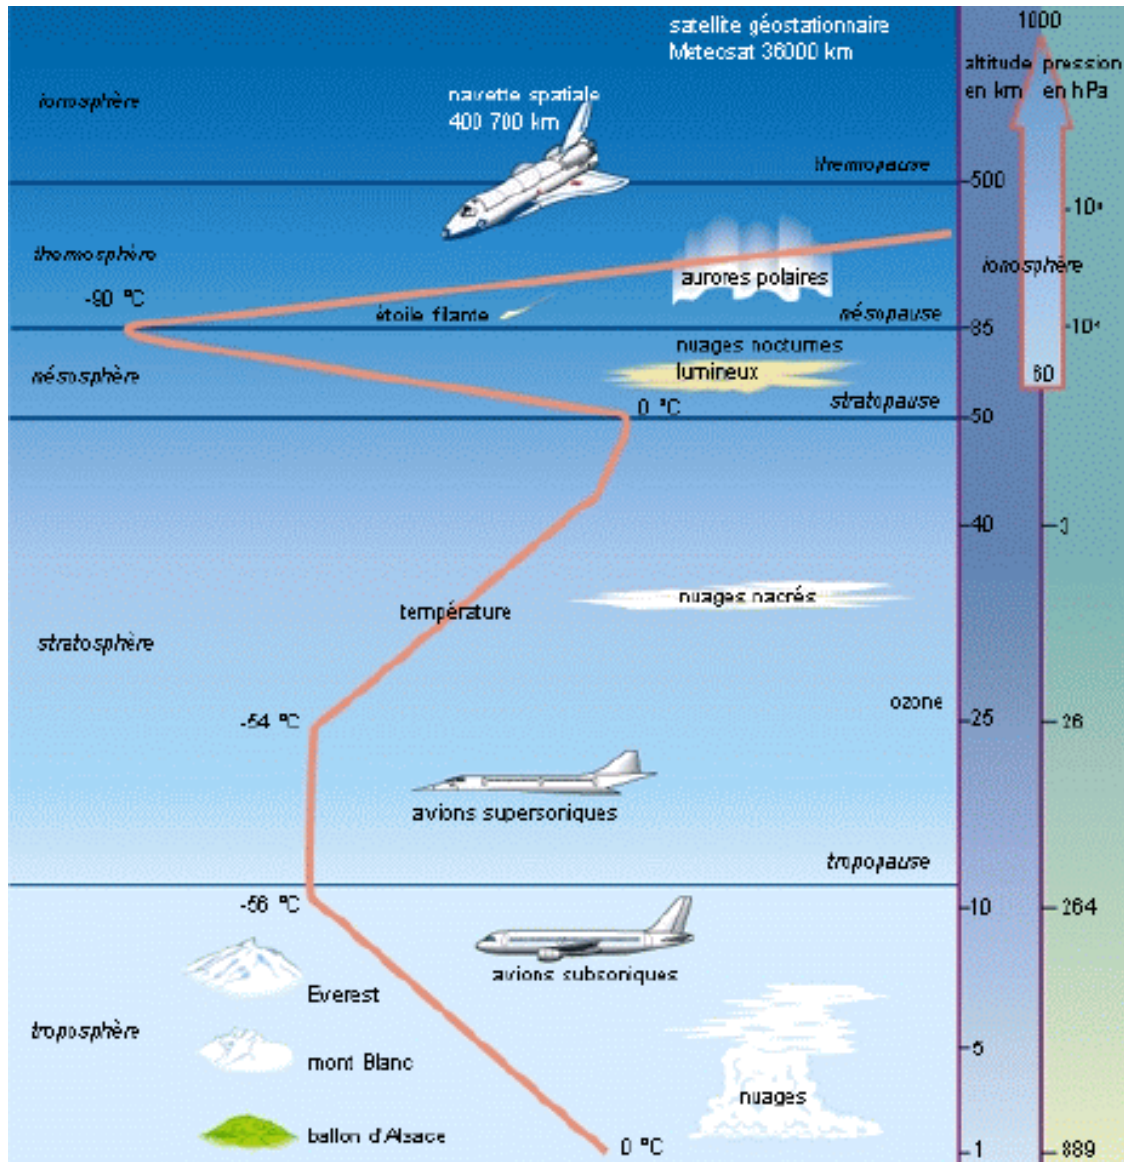 satellite géostationnaire
Meteosat 36000 km
1000
altitude
en km
pression
en hPa
navette spatiale
400 700 km
ionosphère
thermopause
500
thermosphère
-90 °C
aurores polaires
ionosphère
étoile filante
mésopause
85
nuages nocturnes
lumineux
mésosphère
60
0 °C
stratopause
50
40
3
nuages nacrés
température
stratosphère
ozone
-54 °C
25
26
avions supersoniques
tropopause
-56 °C
10
264
avions subsoniques
Everest
troposphère
5
mont Blanc
nuages
ballon d'Alsace
0 °C
1
889